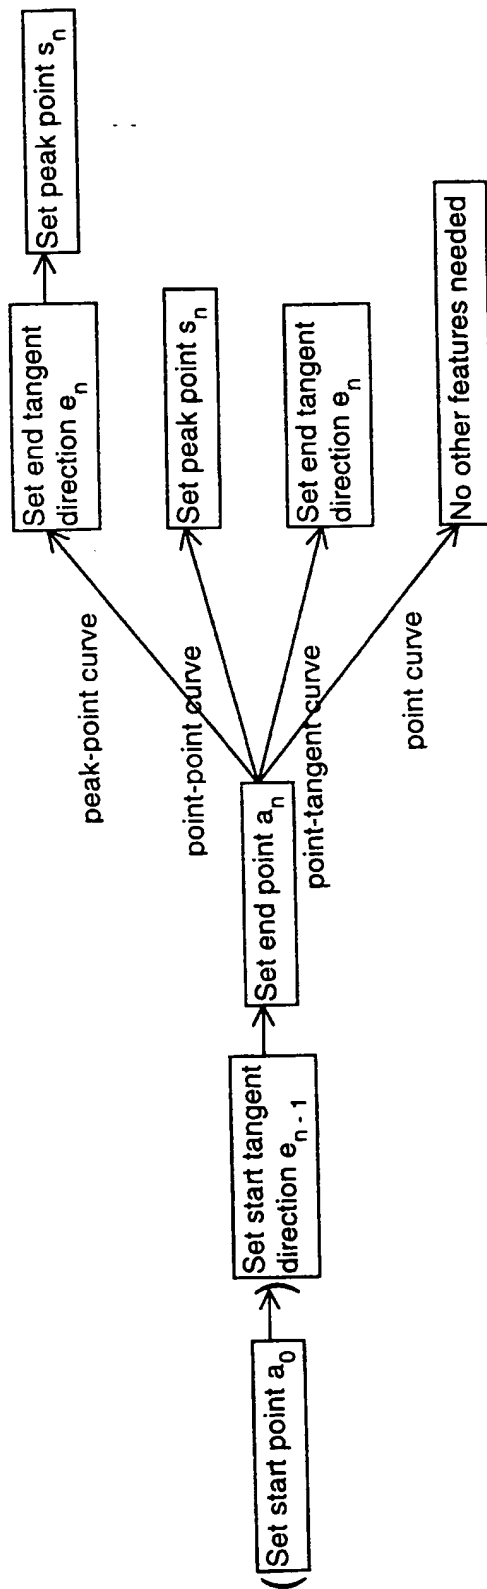 (Set start point a₀
Set start tangent
direction eₙ₋₁
)
Set end point aₙ
peak-point curve
point-point curve
point-tangent curve
point curve
Set end tangent
direction eₙ
Set peak point sₙ
Set peak point sₙ
Set end tangent
direction eₙ
No other features needed